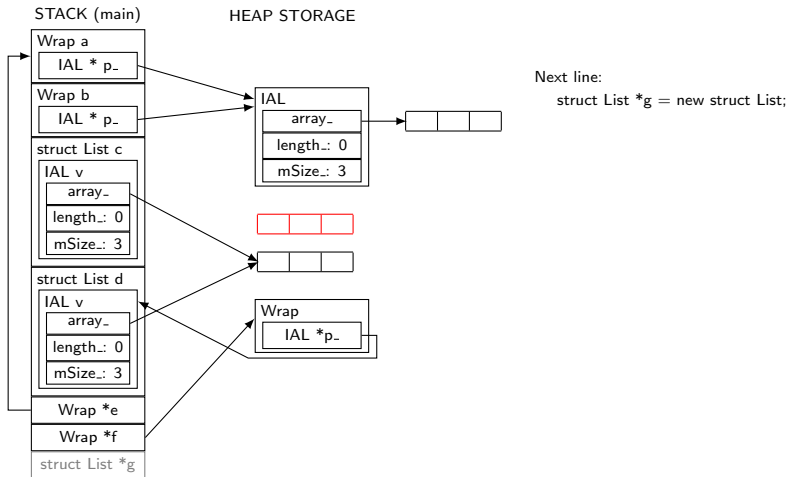 STACK (main)
HEAP STORAGE
Wrap a
IAL * p_
Wrap b
IAL * p_
struct List c
IAL v
array_
length_: 0
mSize_: 3
struct List d
IAL v
array_
length_: 0
mSize_: 3
Wrap *e
Wrap *f
struct List *g
IAL
array_
length_: 0
mSize_: 3
Wrap
IAL *p_
Next line:
struct List *g = new struct List;